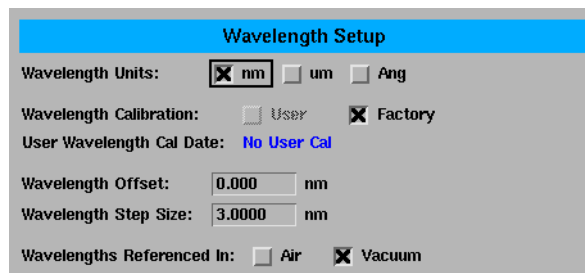 Wavelength Setup
Wavelength Units: nm um Ang
Wavelength Calibration: User Factory
User Wavelength Cal Date: No User Cal
Wavelength Offset: 0.000 nm
Wavelength Step Size: 3.0000 nm
Wavelengths Referenced In: Air Vacuum